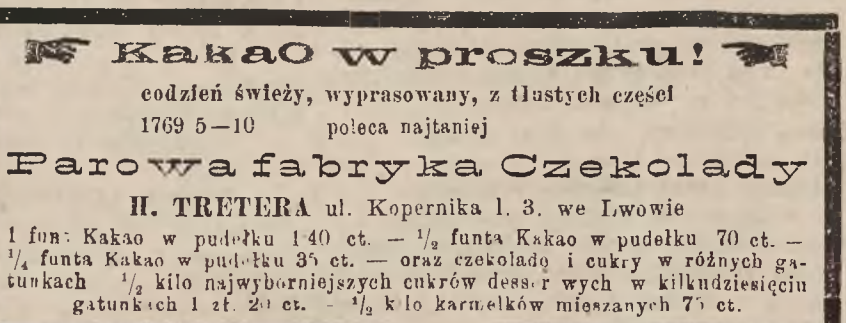 KakaO w proszku!
codzień świeży, wyprasowany, z tłustych części
1769 5—10 poleca najtaniej
Parowa fabryka Czekolady
H. TRETERA ul. Kopernika l. 3. we Lwowie
1 funt Kakao w pudełku 1·40 ct. — 1/2 funta Kakao w pudełku 70 ct. —
1/4 funta Kakao w pudełku 35 ct. — oraz czekoladę i cukry w różnych ga-
tunkach 1/2 kilo najwyborniejszych cukrów deserowych w kilkudziesięciu
gatunkach 1 zł. 20 ct. - 1/2 kilo karmelków mieszanych 75 ct.